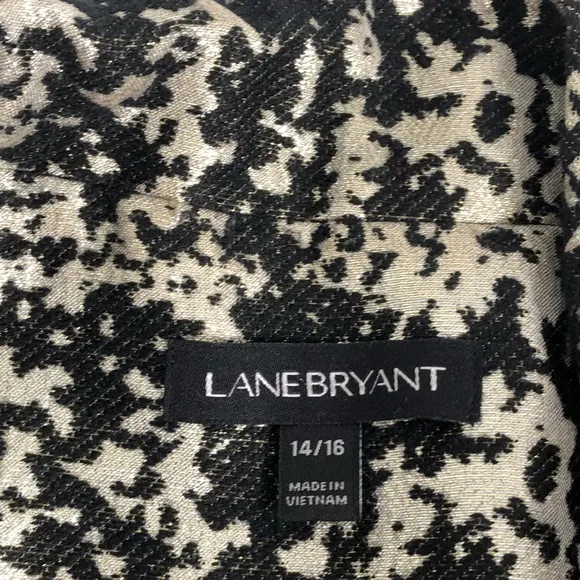 LANE BRYANT
14/16
MADE IN
VIETNAM